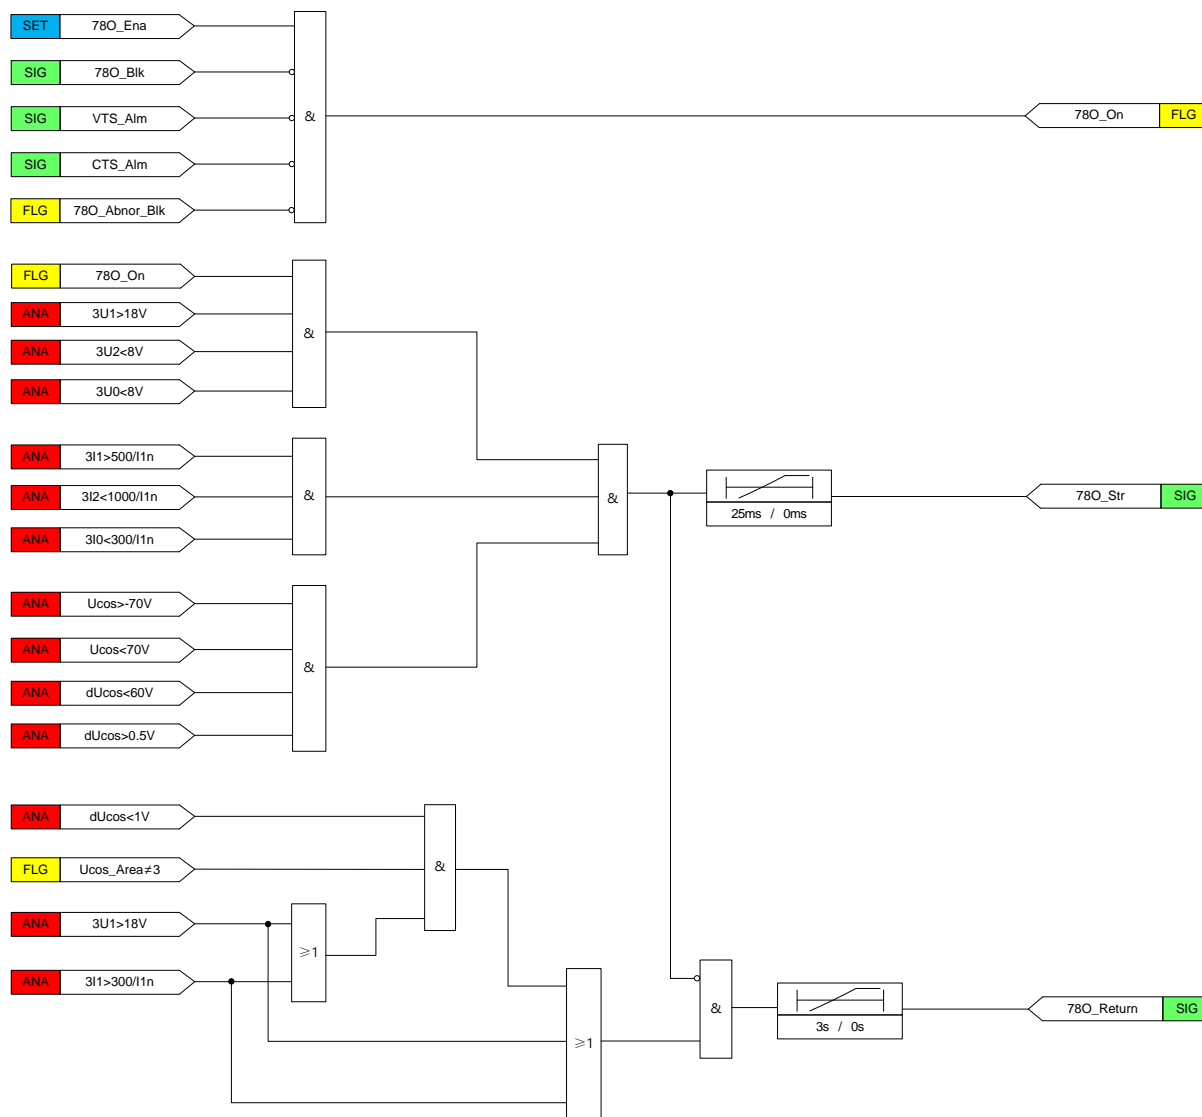 SET 78O_Ena
SIG 78O_Blk
SIG VTS_Alm
&
78O_On FLG
SIG CTS_Alm
FLG 78O_Abnor_Blk
FLG 78O_On
ANA 3U1>18V
&
ANA 3U2<8V
ANA 3U0<8V
ANA 3I1>500/I1n
ANA 3I2<1000/I1n
&
&
25ms / 0ms
78O_Str SIG
ANA 3I0<300/I1n
ANA Ucos>-70V
ANA Ucos<70V
&
ANA dUcos<60V
ANA dUcos>0.5V
ANA dUcos<1V
FLG Ucos_Area≠3
&
ANA 3U1>18V
≥1
ANA 3I1>300/I1n
&
3s / 0s
78O_Return SIG
≥1